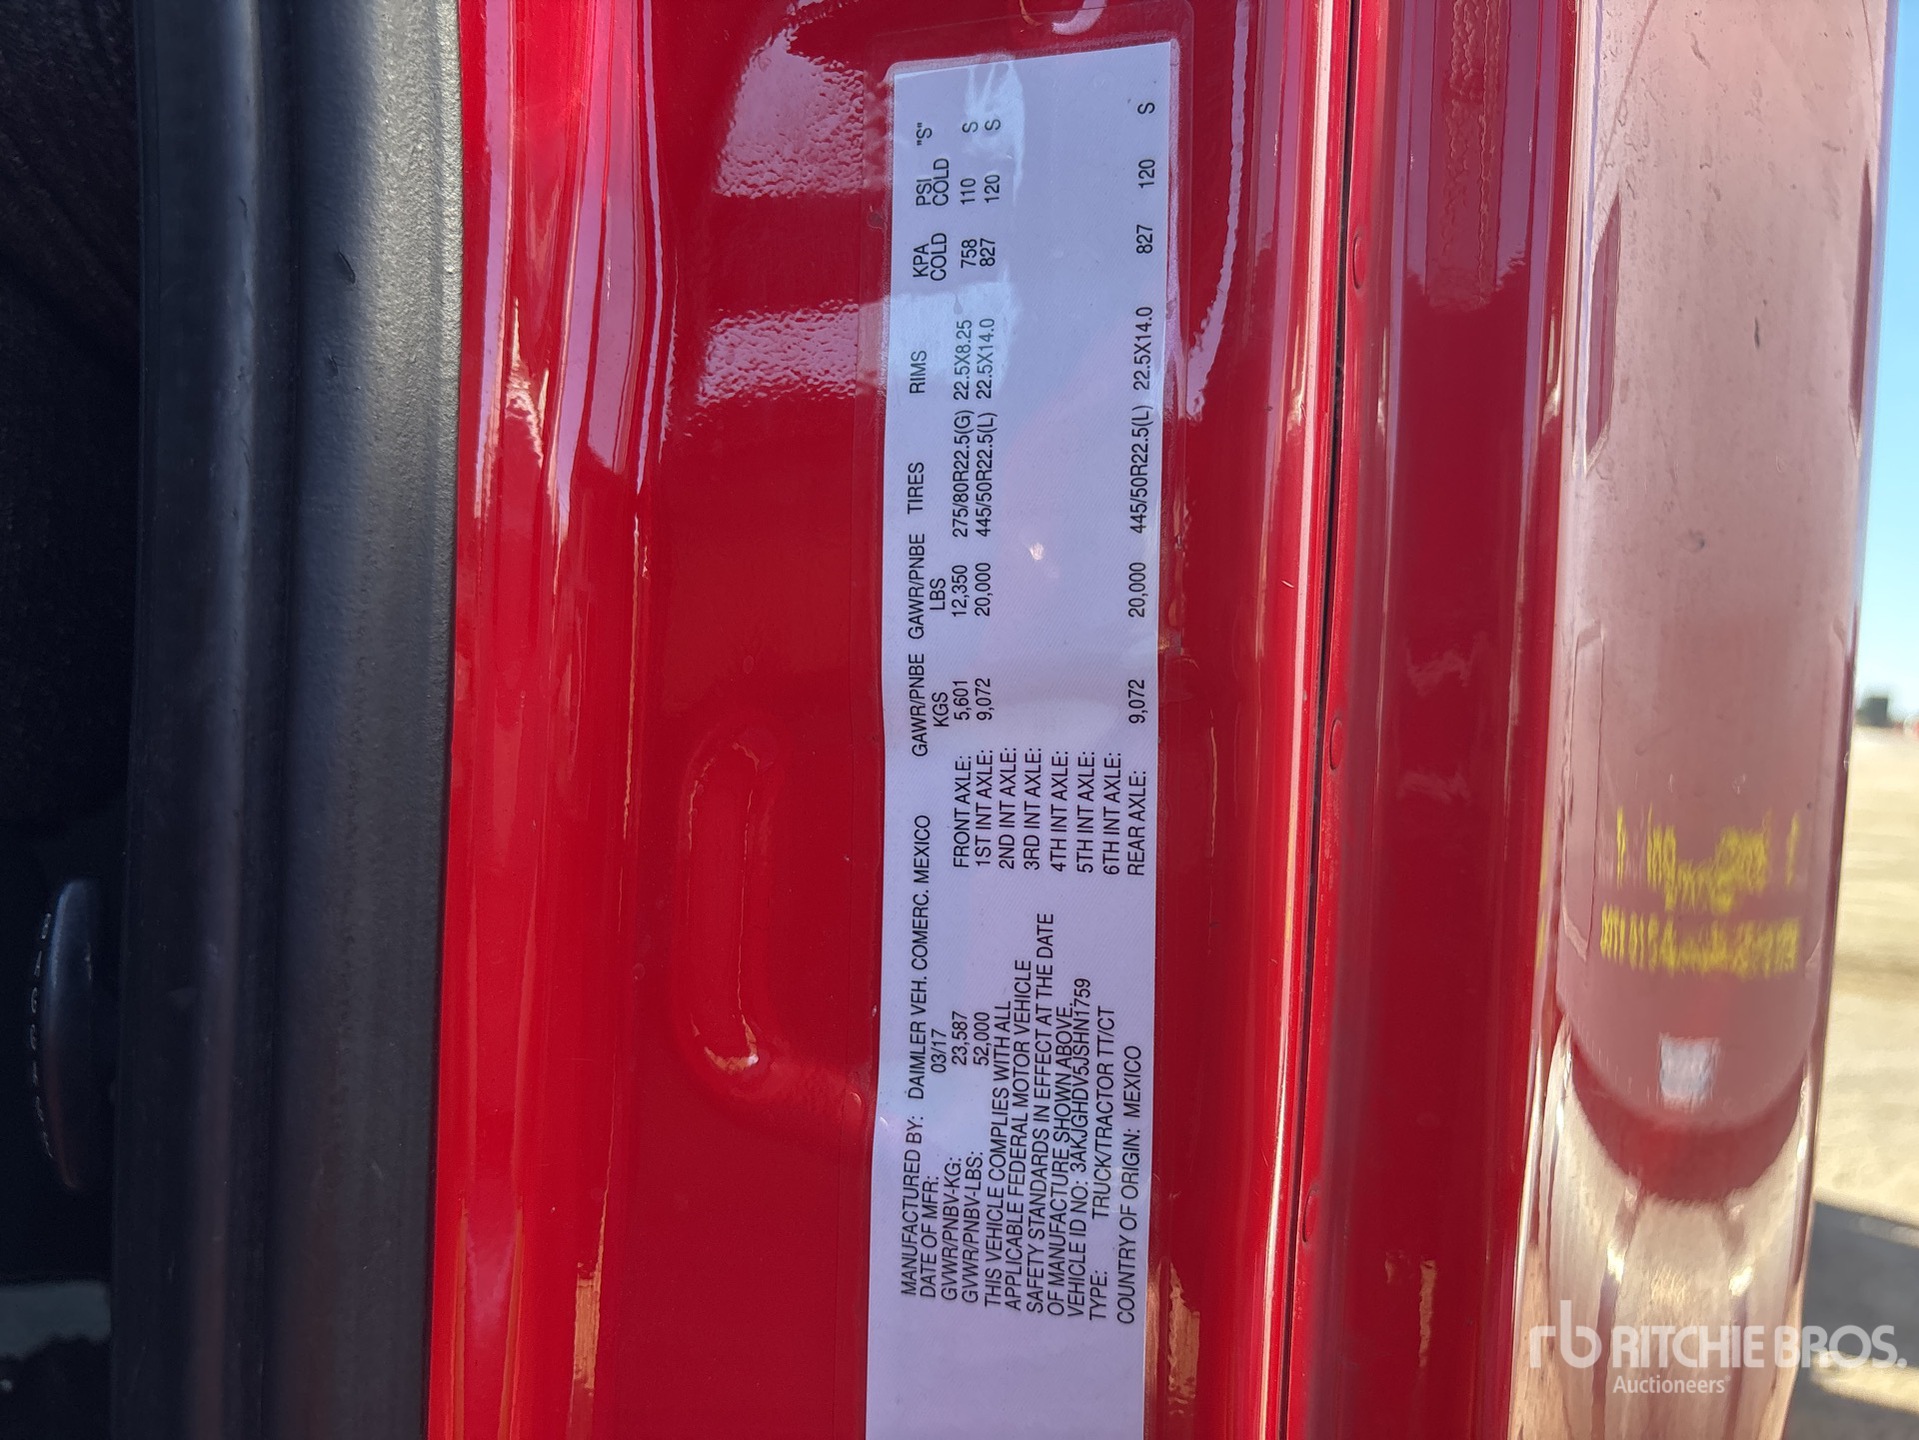 MANUFACTURED BY: DAIMLER VEH. COMERC. MEXICO
DATE OF MFR: 03/17
GVWR/PNBV-KG: 23,587
GVWR/PNBV-LBS: 52,000
THIS VEHICLE COMPLIES WITH ALL
APPLICABLE FEDERAL MOTOR VEHICLE
SAFETY STANDARDS IN EFFECT AT THE DATE
OF MANUFACTURE SHOWN ABOVE.
VEHICLE ID NO: 3AKJGHDV5JSHN1759
TYPE: TRUCK/TRACTOR TT/CT
COUNTRY OF ORIGIN: MEXICO
GAWR/PNBE GAWR/PNBE TIRES RIMS KPA PSI "S"
KGS LBS COLD COLD
FRONT AXLE: 5,601 12,350 275/80R22.5(G) 22.5X8.25 758 110 S
1ST INT AXLE: 9,072 20,000 445/50R22.5(L) 22.5X14.0 827 120 S
2ND INT AXLE:
3RD INT AXLE:
4TH INT AXLE:
5TH INT AXLE:
6TH INT AXLE:
REAR AXLE: 9,072 20,000 445/50R22.5(L) 22.5X14.0 827 120 S
rb RITCHIE BROS.
Auctioneers